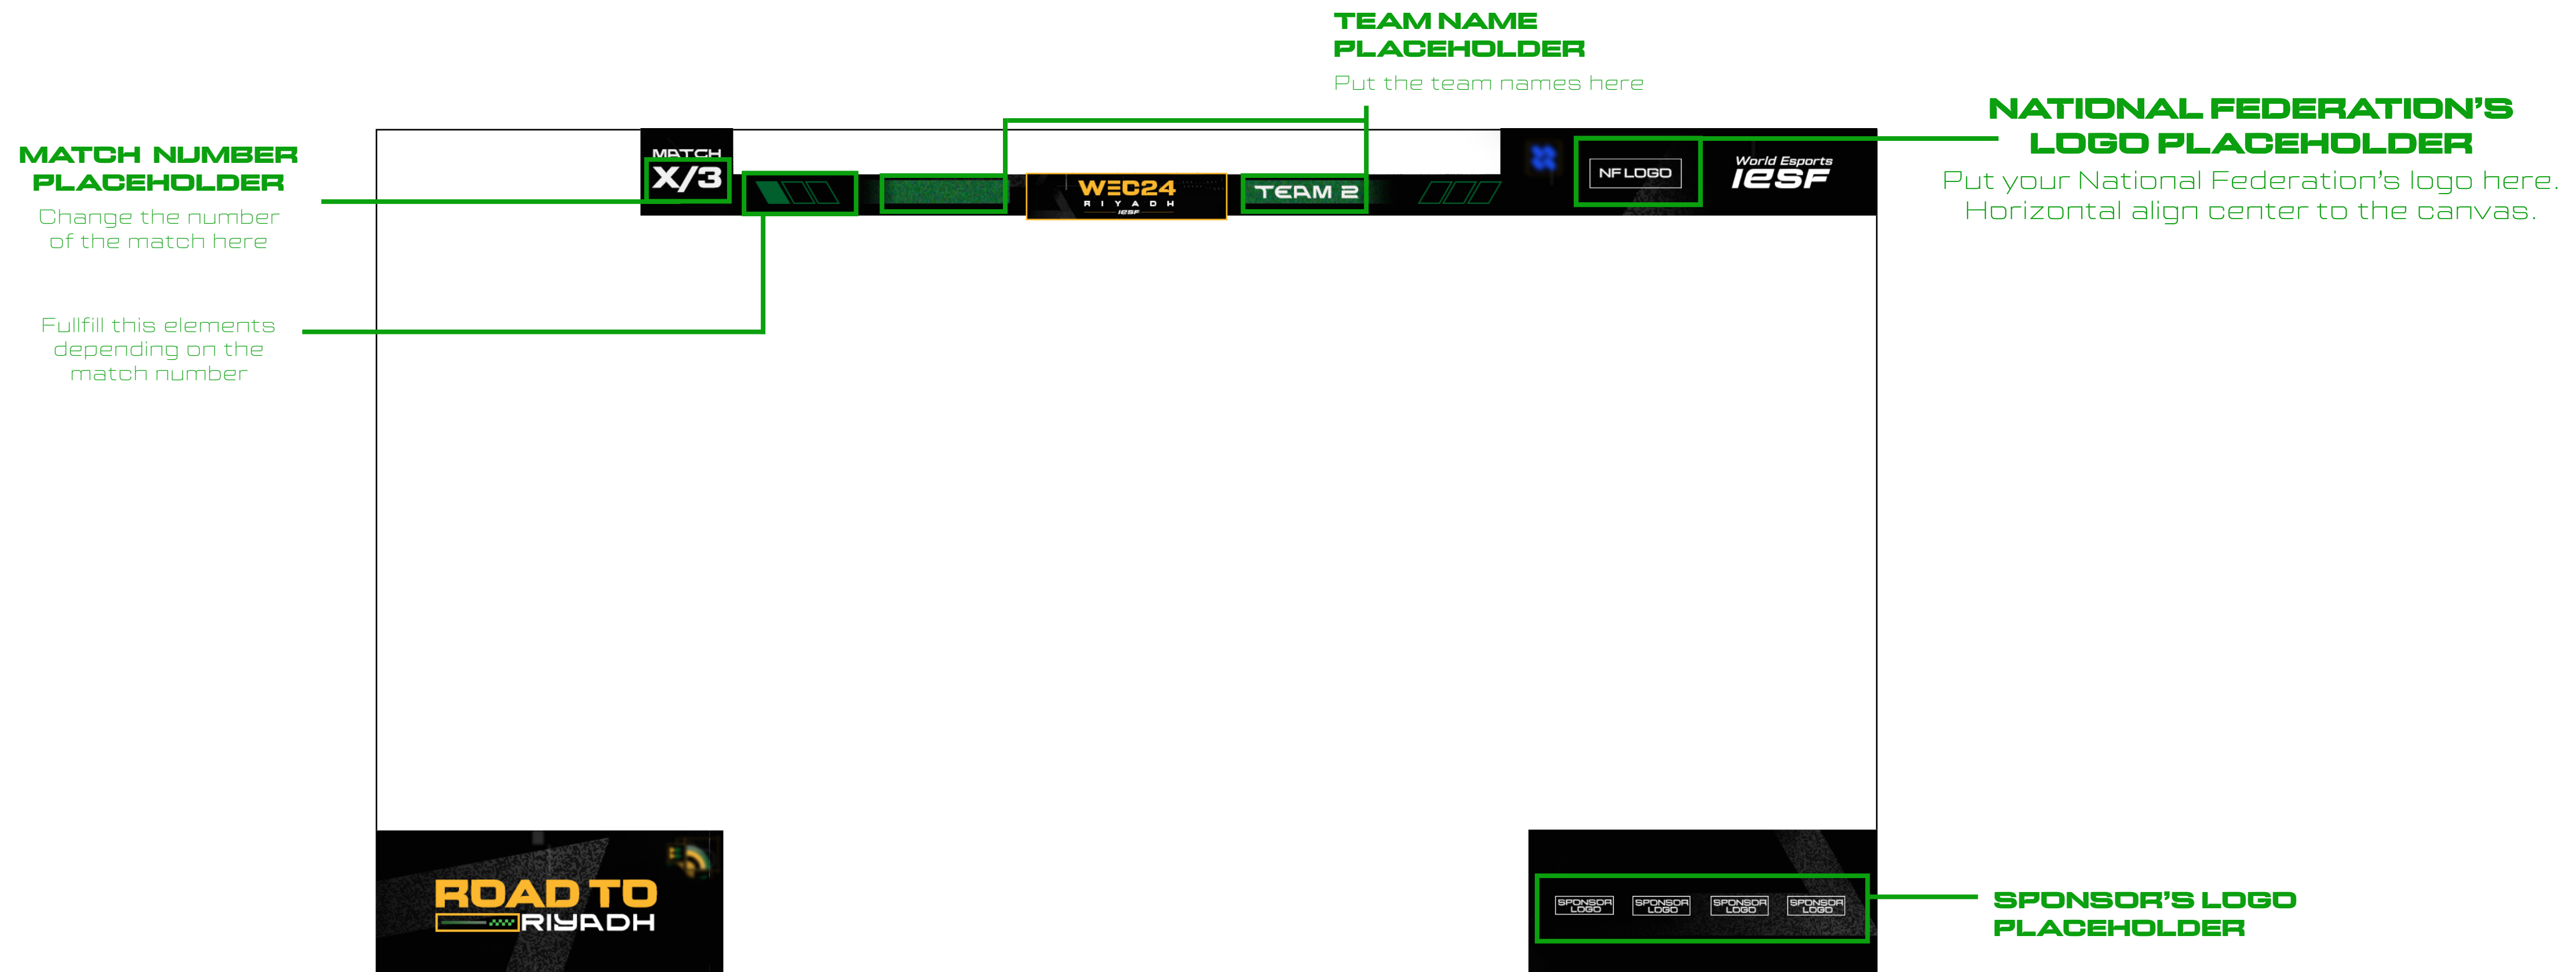 TEAM NAME
PLACEHOLDER
Put the team names here
NATIONAL FEDERATION'S
LOGO PLACEHOLDER
Put your National Federation's logo here.
Horizontal align center to the canvas.
MATCH NUMBER
PLACEHOLDER
Change the number
of the match here
Fullfill this elements
depending on the
match number
MATCH
X/3
WEC24
RIYADH
IESF
TEAM 2
NF LOGO
World Esports
IESF
ROAD TO
RIYADH
SPONSOR
LOGO
SPONSOR
LOGO
SPONSOR
LOGO
SPONSOR
LOGO
SPONSOR'S LOGO
PLACEHOLDER